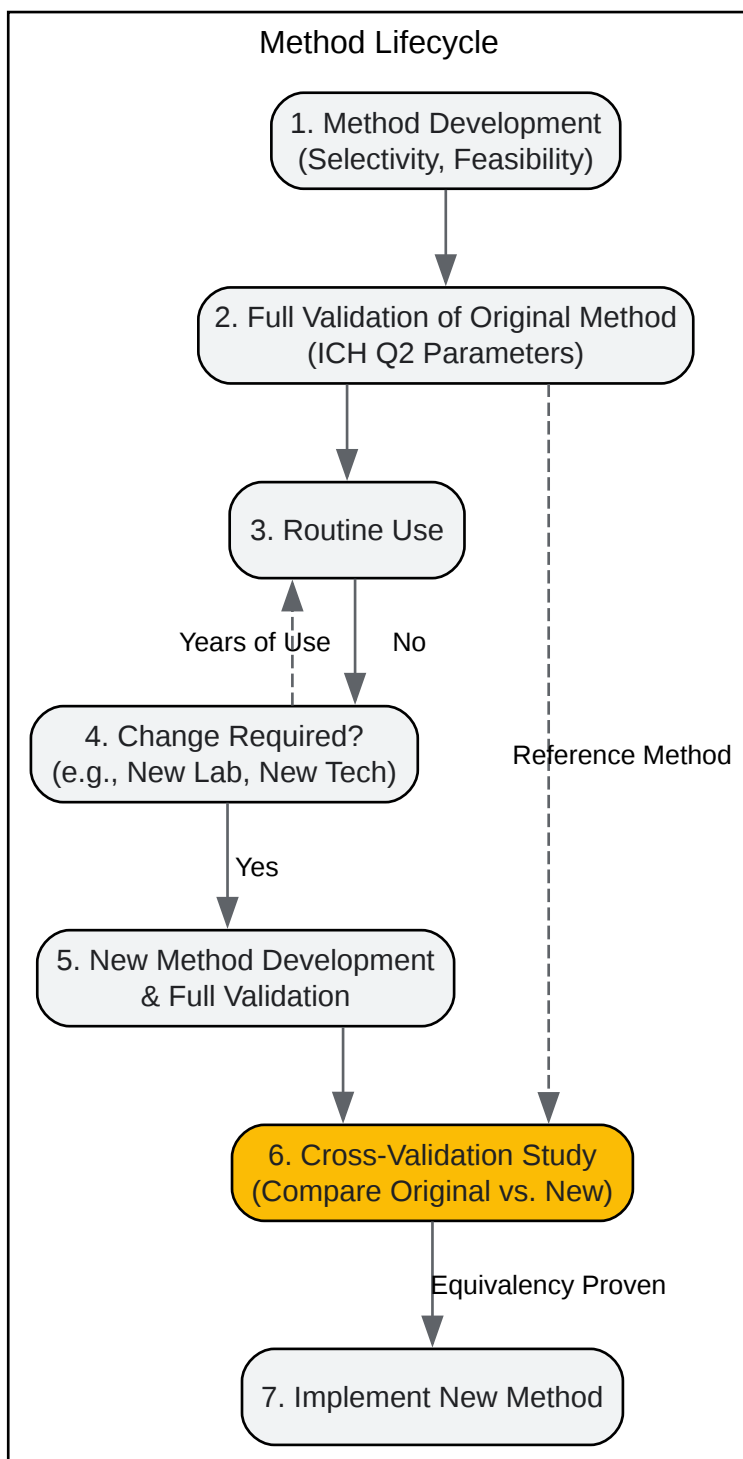 Method Lifecycle
1. Method Development
(Selectivity, Feasibility)
2. Full Validation of Original Method
(ICH Q2 Parameters)
3. Routine Use
Years of Use
No
4. Change Required?
(e.g., New Lab, New Tech)
Reference Method
Yes
5. New Method Development
& Full Validation
6. Cross-Validation Study
(Compare Original vs. New)
Equivalency Proven
7. Implement New Method